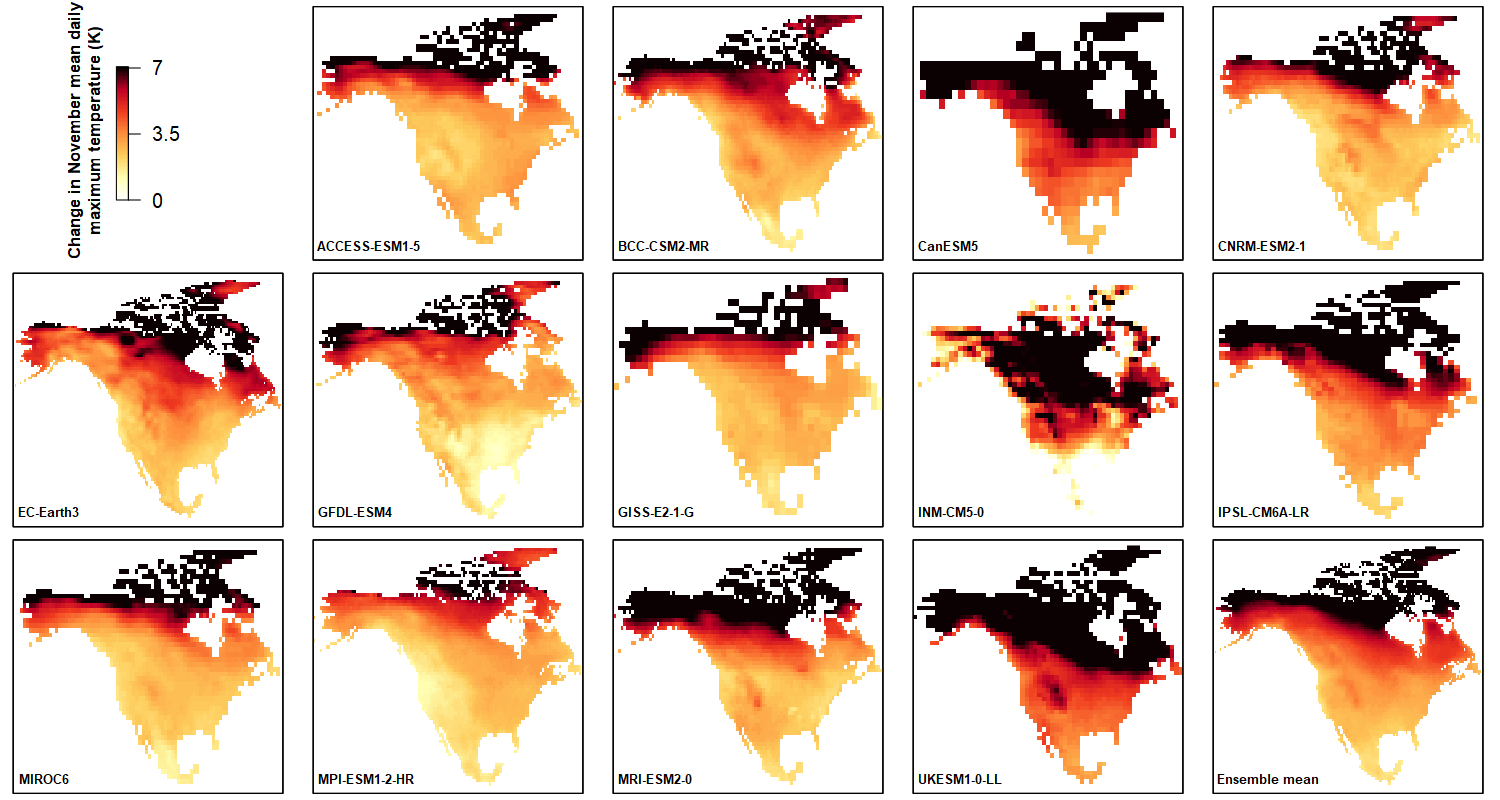 Change in November mean daily
maximum temperature (K)
7
3.5
0
ACCESS-ESM1-5
BCC-CSM2-MR
CanESM5
CNRM-ESM2-1
EC-Earth3
GFDL-ESM4
GISS-E2-1-G
INM-CM5-0
IPSL-CM6A-LR
MIROC6
MPI-ESM1-2-HR
MRI-ESM2-0
UKESM1-0-LL
Ensemble mean